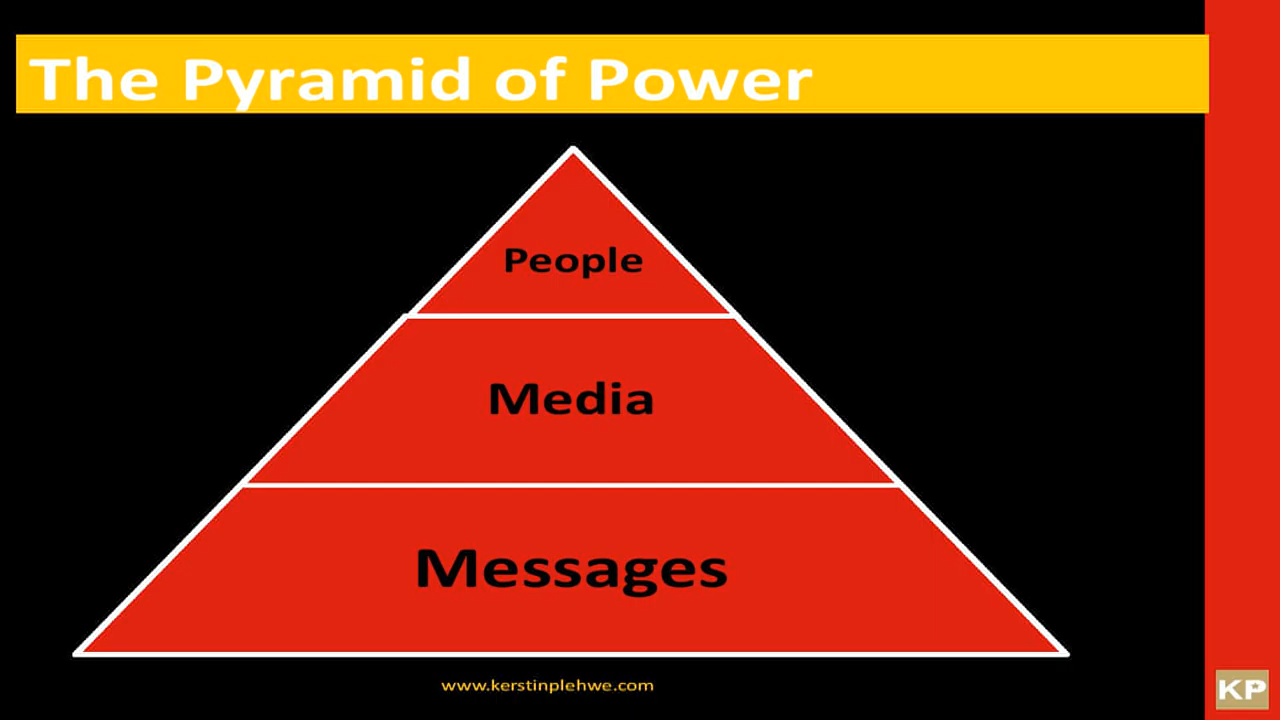 The Pyramid of Power
People
Media
Messages
www.kerstinplehwe.com
KP